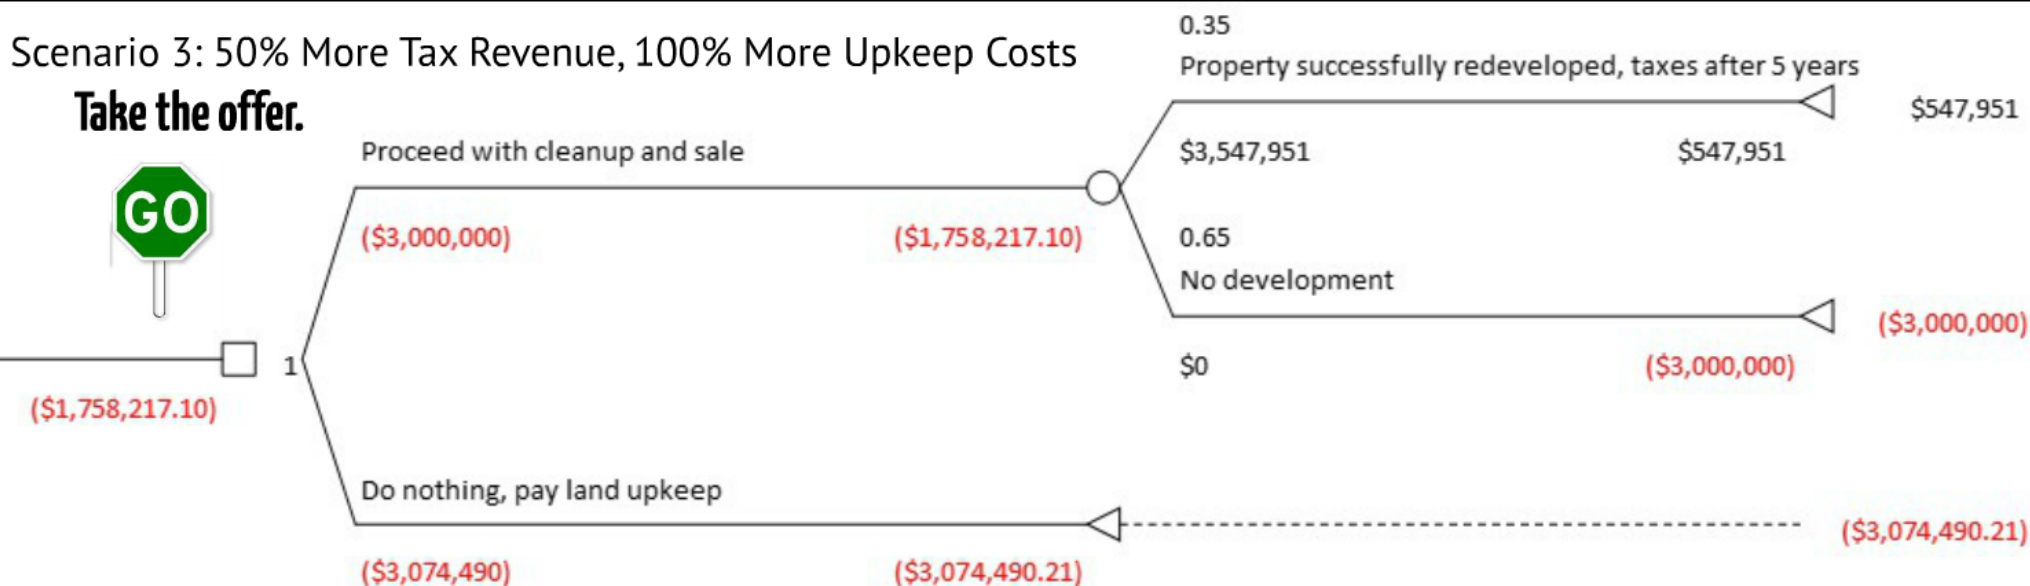 Scenario 3: 50% More Tax Revenue, 100% More Upkeep Costs
Take the offer.
GO
1
($1,758,217.10)
Proceed with cleanup and sale
($3,000,000)
($1,758,217.10)
0.35
Property successfully redeveloped, taxes after 5 years
$547,951
$3,547,951
$547,951
0.65
No development
($3,000,000)
$0
($3,000,000)
Do nothing, pay land upkeep
($3,074,490.21)
($3,074,490)
($3,074,490.21)